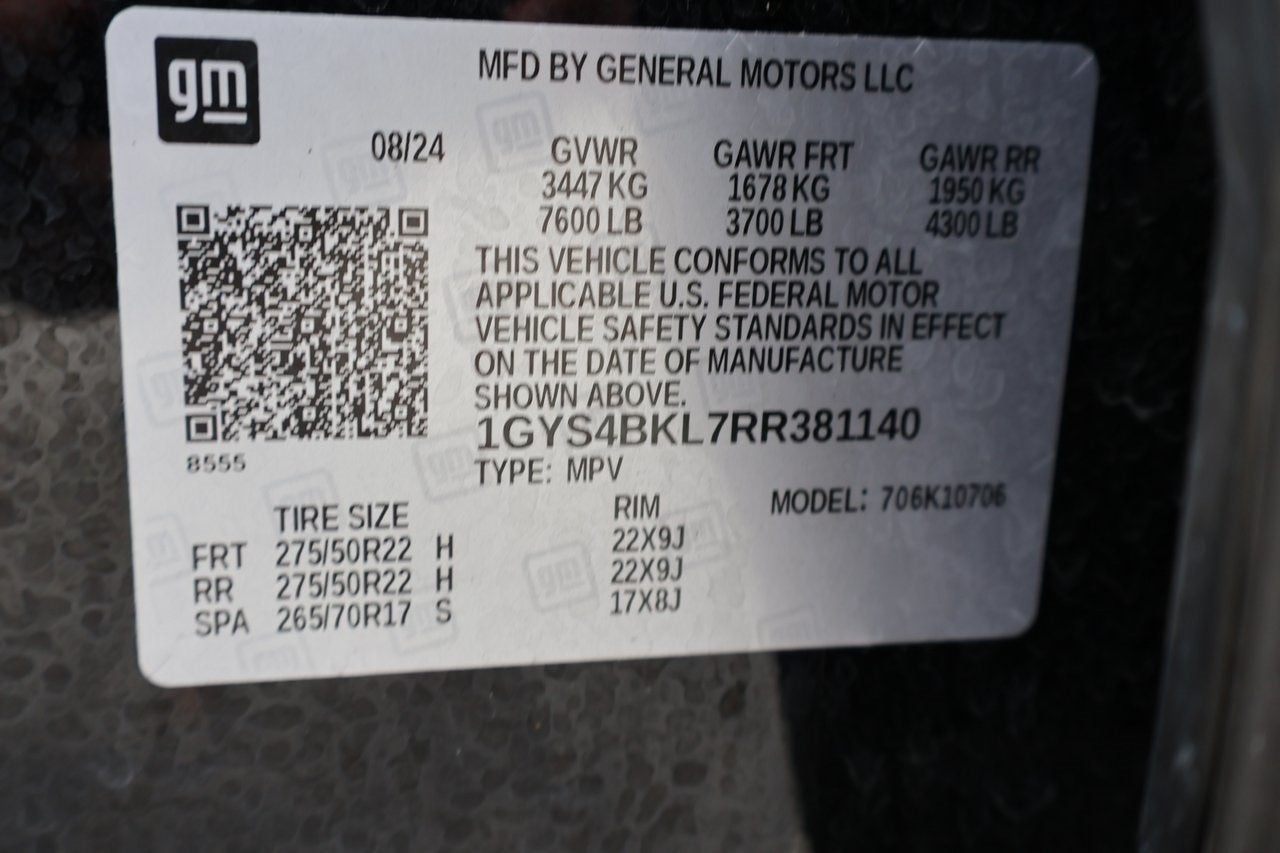 gm
MFD BY GENERAL MOTORS LLC
08/24 GVWR GAWR FRT GAWR RR
3447 KG 1678 KG 1950 KG
7600 LB 3700 LB 4300 LB
THIS VEHICLE CONFORMS TO ALL
APPLICABLE U.S. FEDERAL MOTOR
VEHICLE SAFETY STANDARDS IN EFFECT
ON THE DATE OF MANUFACTURE
SHOWN ABOVE.
1GYS4BKL7RR381140
8555
TYPE: MPV
MODEL: 706K10706
TIRE SIZE RIM
FRT 275/50R22 H 22X9J
RR 275/50R22 H 22X9J
SPA 265/70R17 S 17X8J